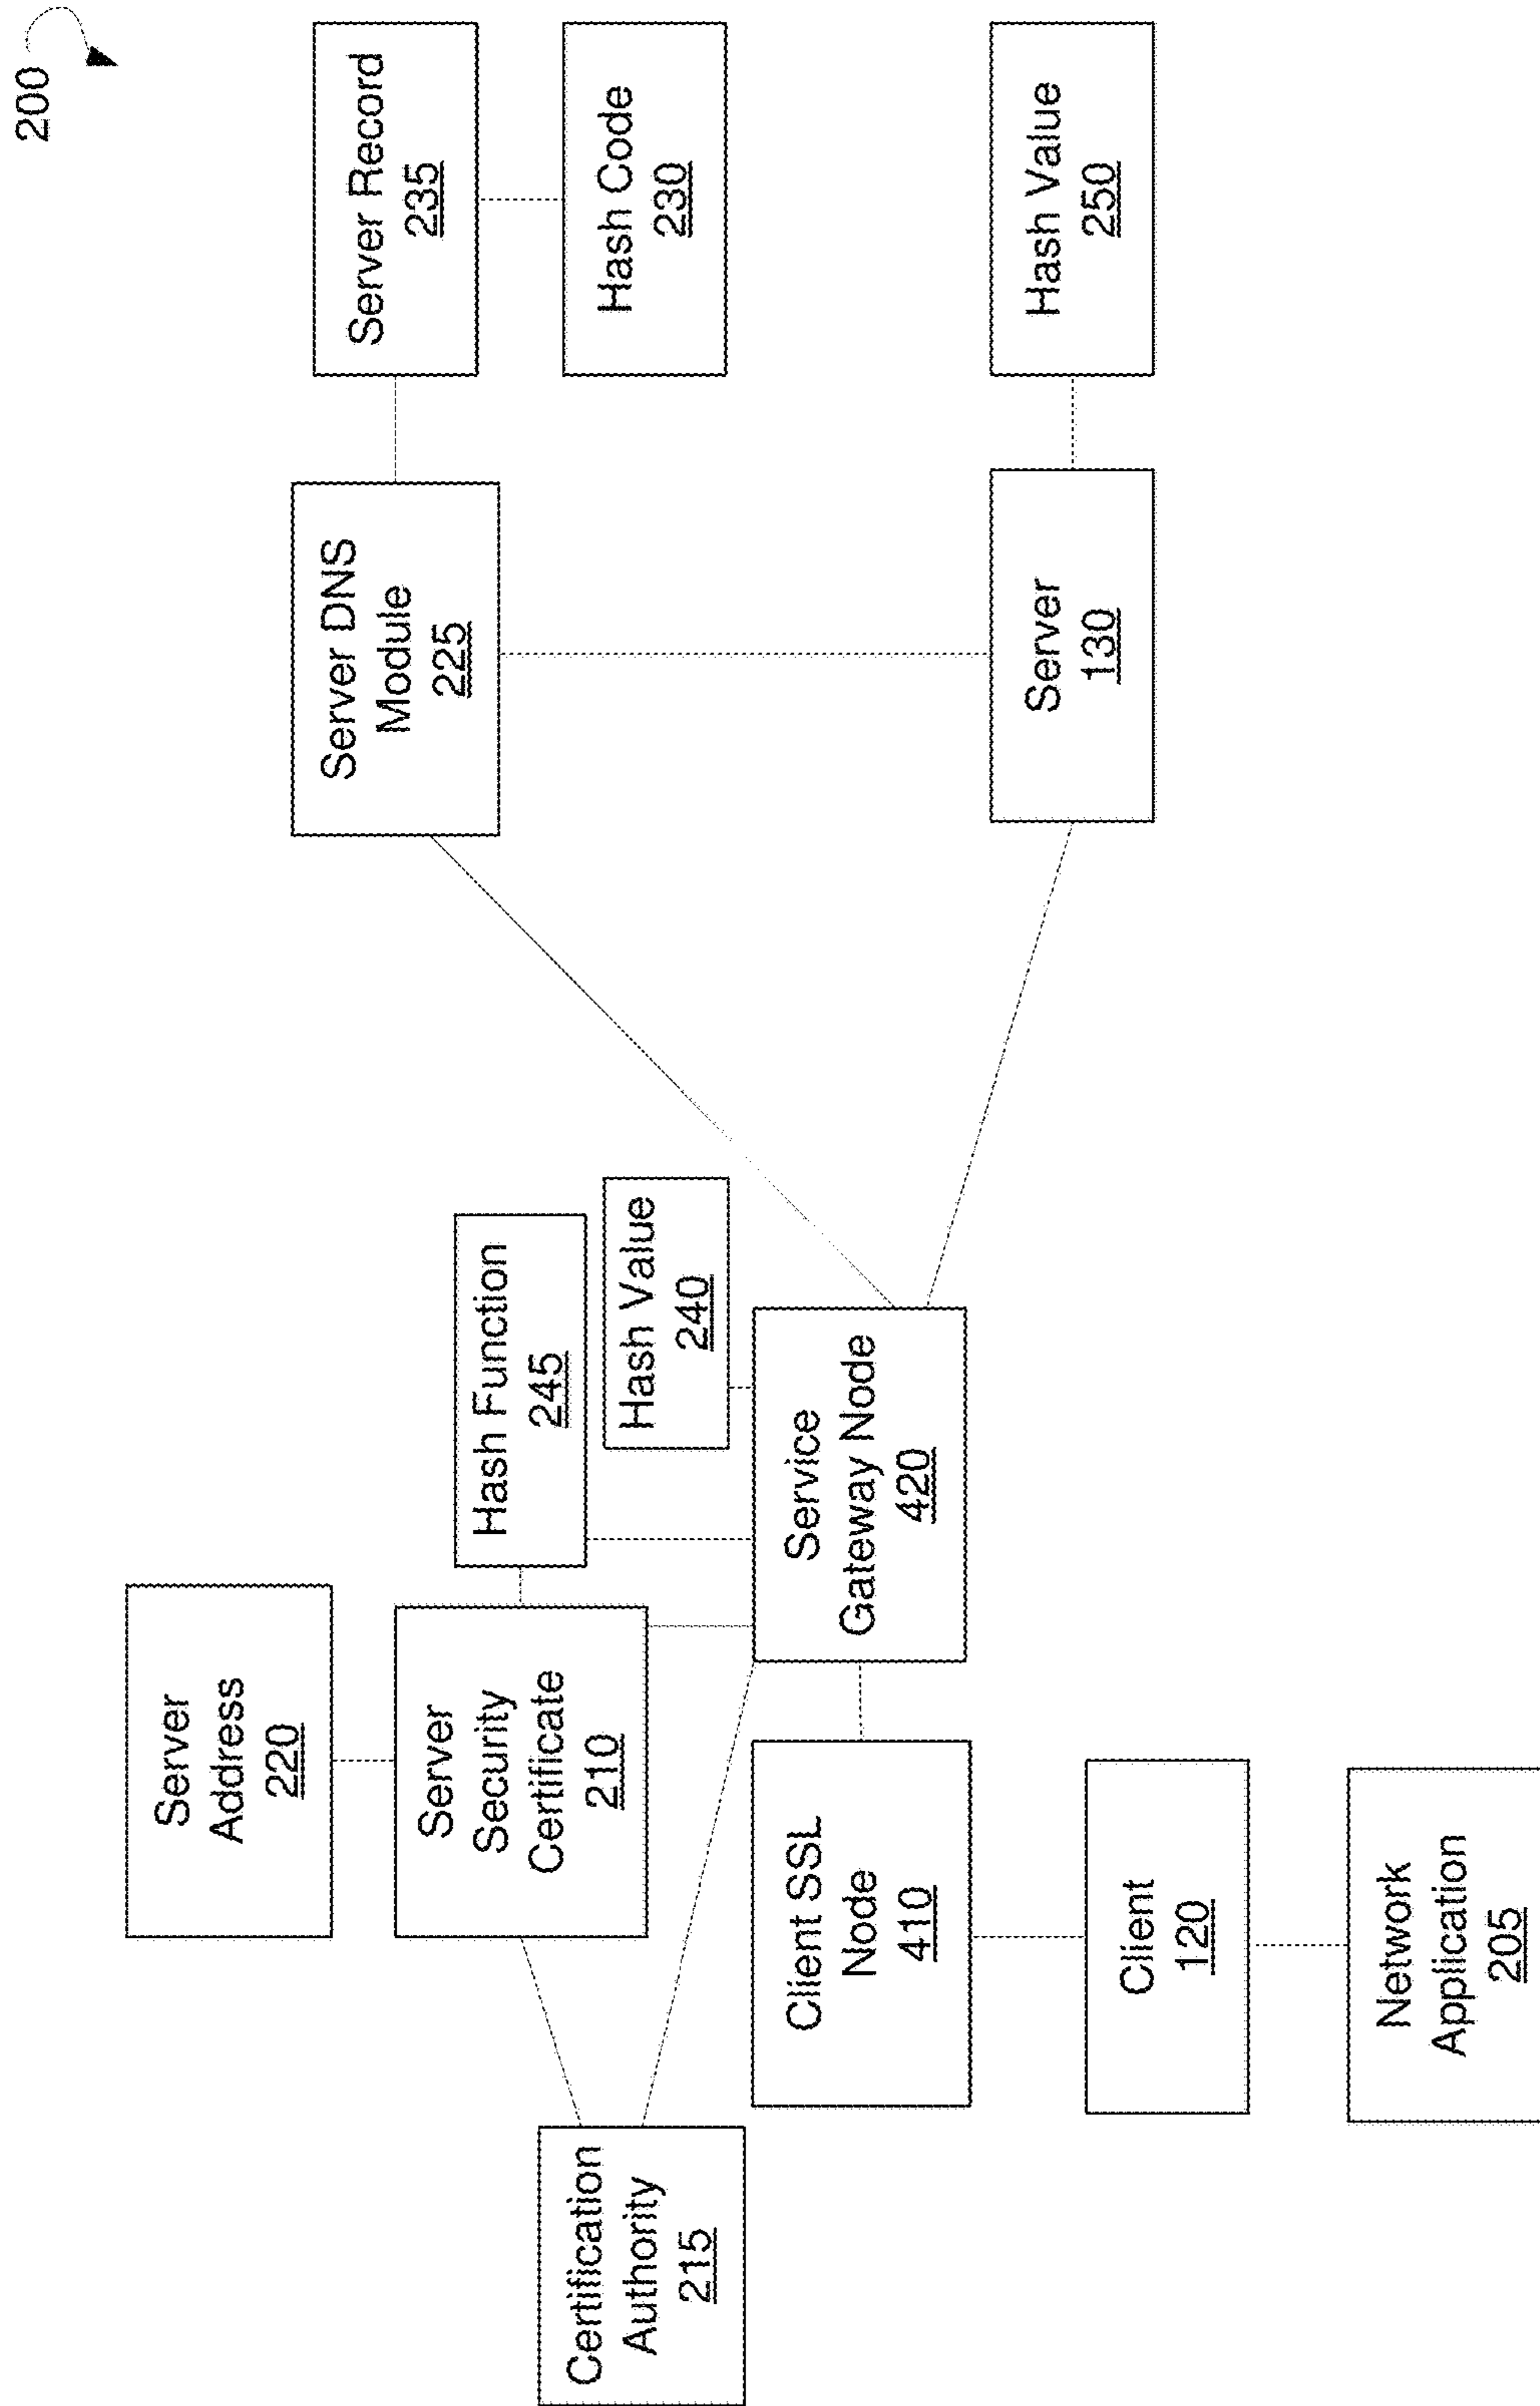 200
Server Record
235
Hash Code
230
Server DNS
Module
225
Hash Value
250
Server
130
Server
Address
220
Hash Function
245
Hash Value
240
Server
Security
Certificate
210
Service
Gateway Node
420
Certification
Authority
215
Client SSL
Node
410
Client
120
Network
Application
205